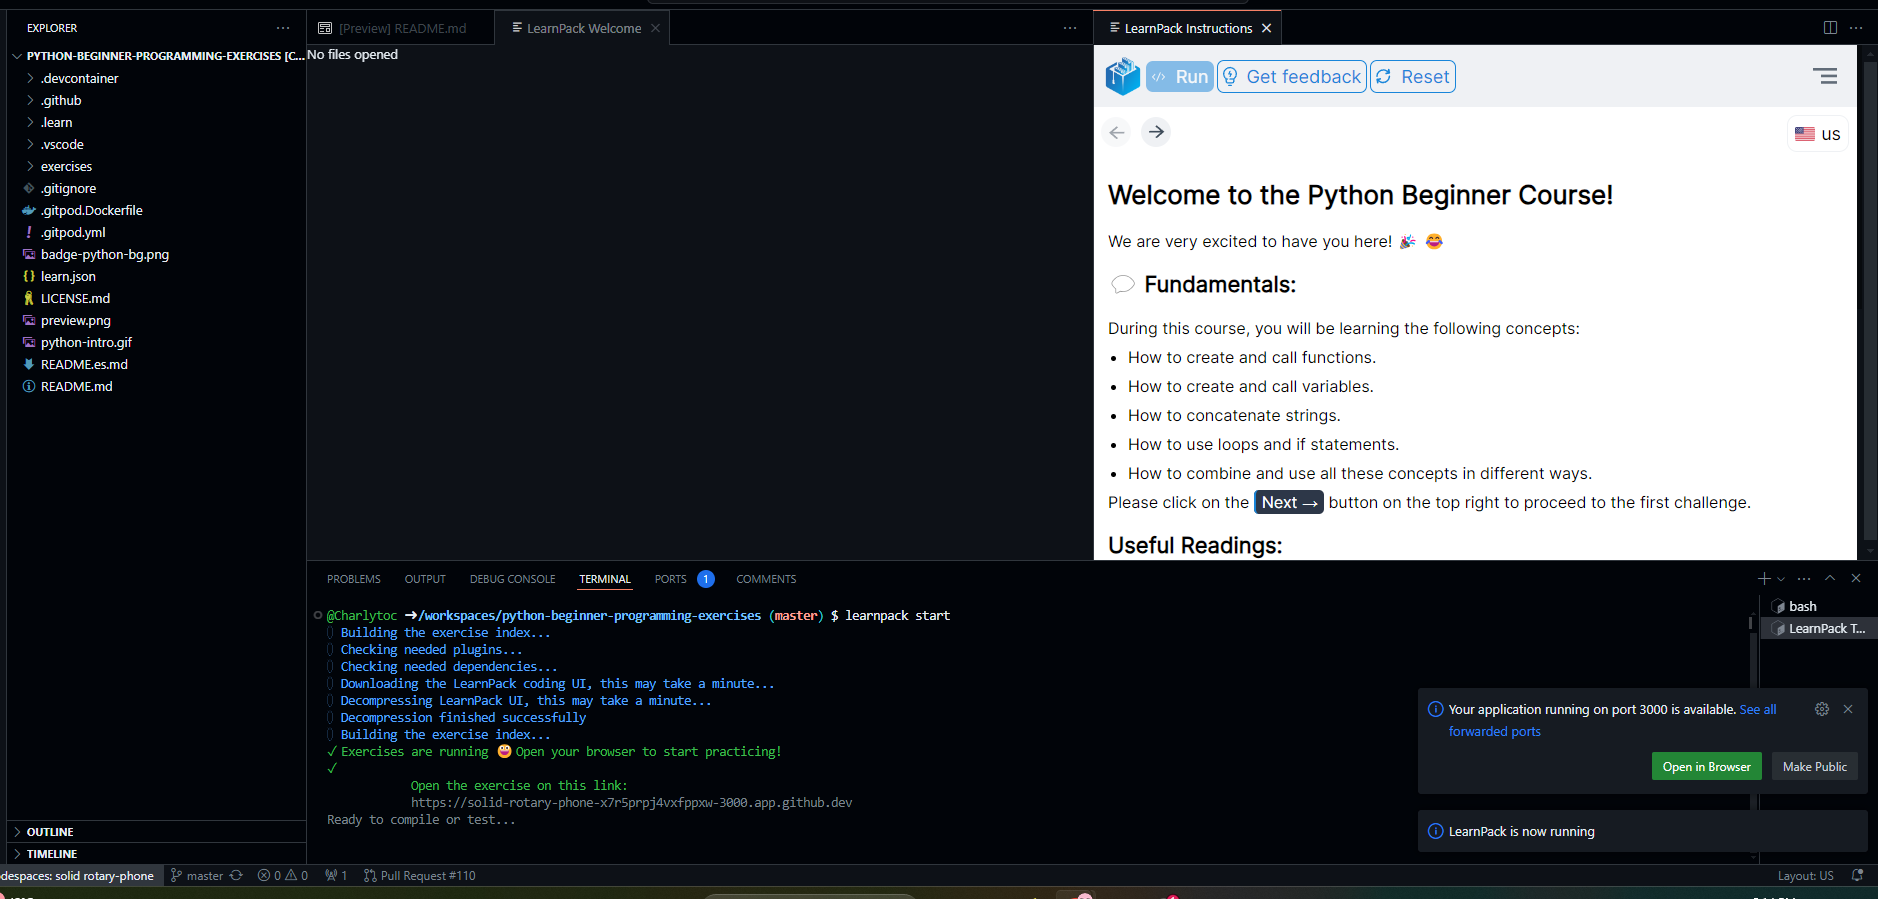 EXPLORER
PYTHON-BEGINNER-PROGRAMMING-EXERCISES [C...
.devcontainer
.github
.learn
.vscode
exercises
.gitignore
.gitpod.Dockerfile
.gitpod.yml
badge-python-bg.png
learn.json
LICENSE.md
preview.png
python-intro.gif
README.es.md
README.md
OUTLINE
TIMELINE
[Preview] README.md
LearnPack Welcome
No files opened
LearnPack Instructions
Run
Get feedback
Reset
us
Welcome to the Python Beginner Course!
We are very excited to have you here! 🎉 😂
Fundamentals:
During this course, you will be learning the following concepts:
• How to create and call functions.
• How to create and call variables.
• How to concatenate strings.
• How to use loops and if statements.
• How to combine and use all these concepts in different ways.
Please click on the Next → button on the top right to proceed to the first challenge.
Useful Readings:
PROBLEMS OUTPUT DEBUG CONSOLE TERMINAL PORTS 1 COMMENTS
@Charlytoc ➜/workspaces/python-beginner-programming-exercises (master) $ learnpack start
Building the exercise index...
Checking needed plugins...
Checking needed dependencies...
Downloading the LearnPack coding UI, this may take a minute...
Decompressing LearnPack UI, this may take a minute...
Decompression finished successfully
Building the exercise index...
✓ Exercises are running 😀 Open your browser to start practicing!
✓
Open the exercise on this link:
https://solid-rotary-phone-x7r5prpj4vxfppxw-3000.app.github.dev
Ready to compile or test...
bash
LearnPack T...
Your application running on port 3000 is available. See all
forwarded ports
Open in Browser
Make Public
LearnPack is now running
despaces: solid rotary-phone master 0 0 1 Pull Request #110 Layout: US